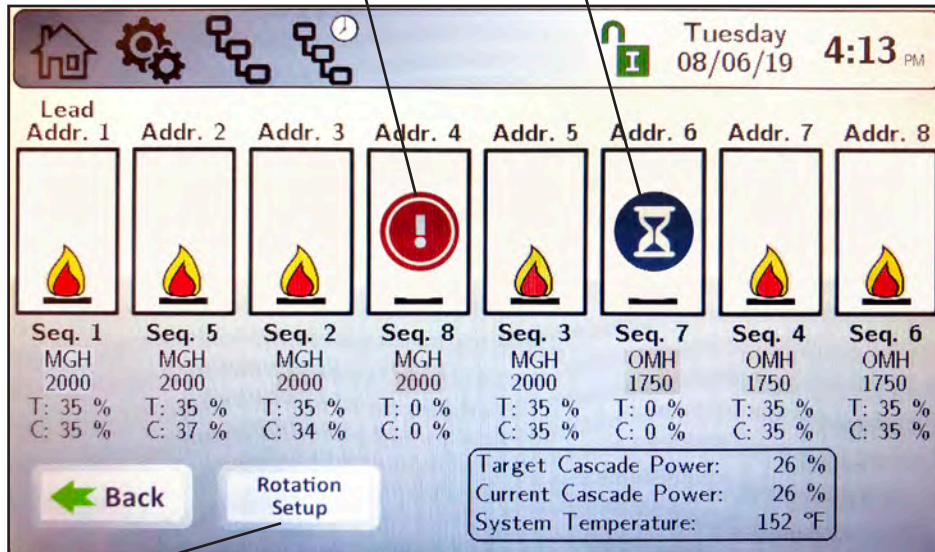 Tuesday
08/06/19
4:13 PM
I
Lead
Addr. 1 Addr. 2 Addr. 3 Addr. 4 Addr. 5 Addr. 6 Addr. 7 Addr. 8
!
Seq. 1 Seq. 5 Seq. 2 Seq. 8 Seq. 3 Seq. 7 Seq. 4 Seq. 6
MGH MGH MGH MGH MGH OMH OMH OMH
2000 2000 2000 2000 2000 1750 1750 1750
T: 35 % T: 35 % T: 35 % T: 0 % T: 35 % T: 0 % T: 35 % T: 35 %
C: 35 % C: 37 % C: 34 % C: 0 % C: 35 % C: 0 % C: 35 % C: 35 %
Back
Rotation
Setup
Target Cascade Power: 26 %
Current Cascade Power: 26 %
System Temperature: 152 °F